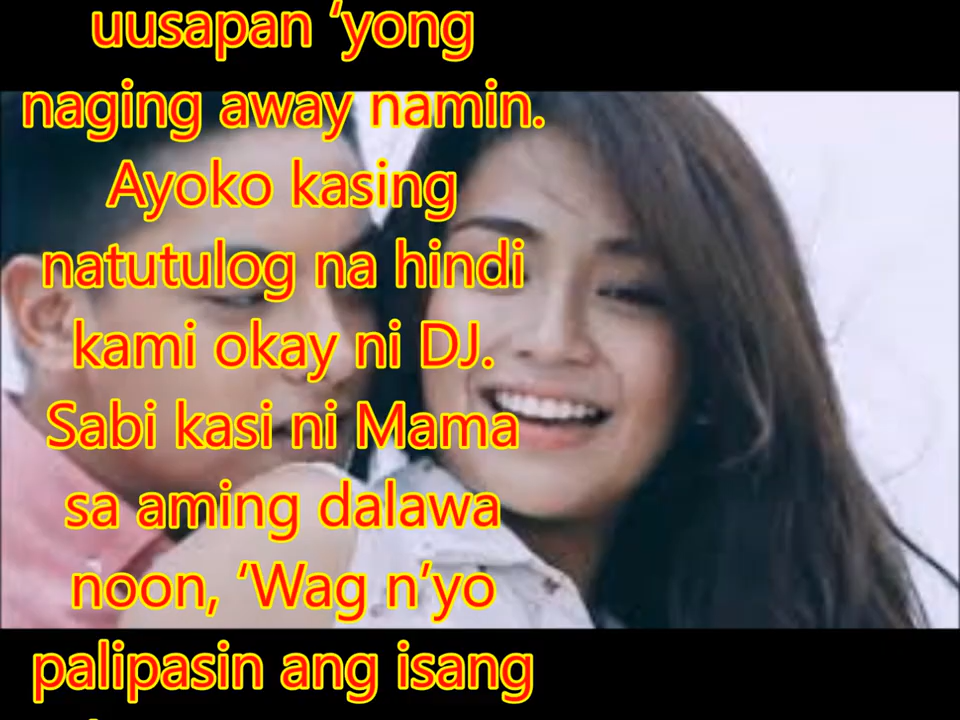 uusapan ‘yong
naging away namin.
Ayoko kasing
natutulog na hindi
kami okay ni DJ.
Sabi kasi ni Mama
sa aming dalawa
noon, ‘Wag n’yo
palipasin ang isang